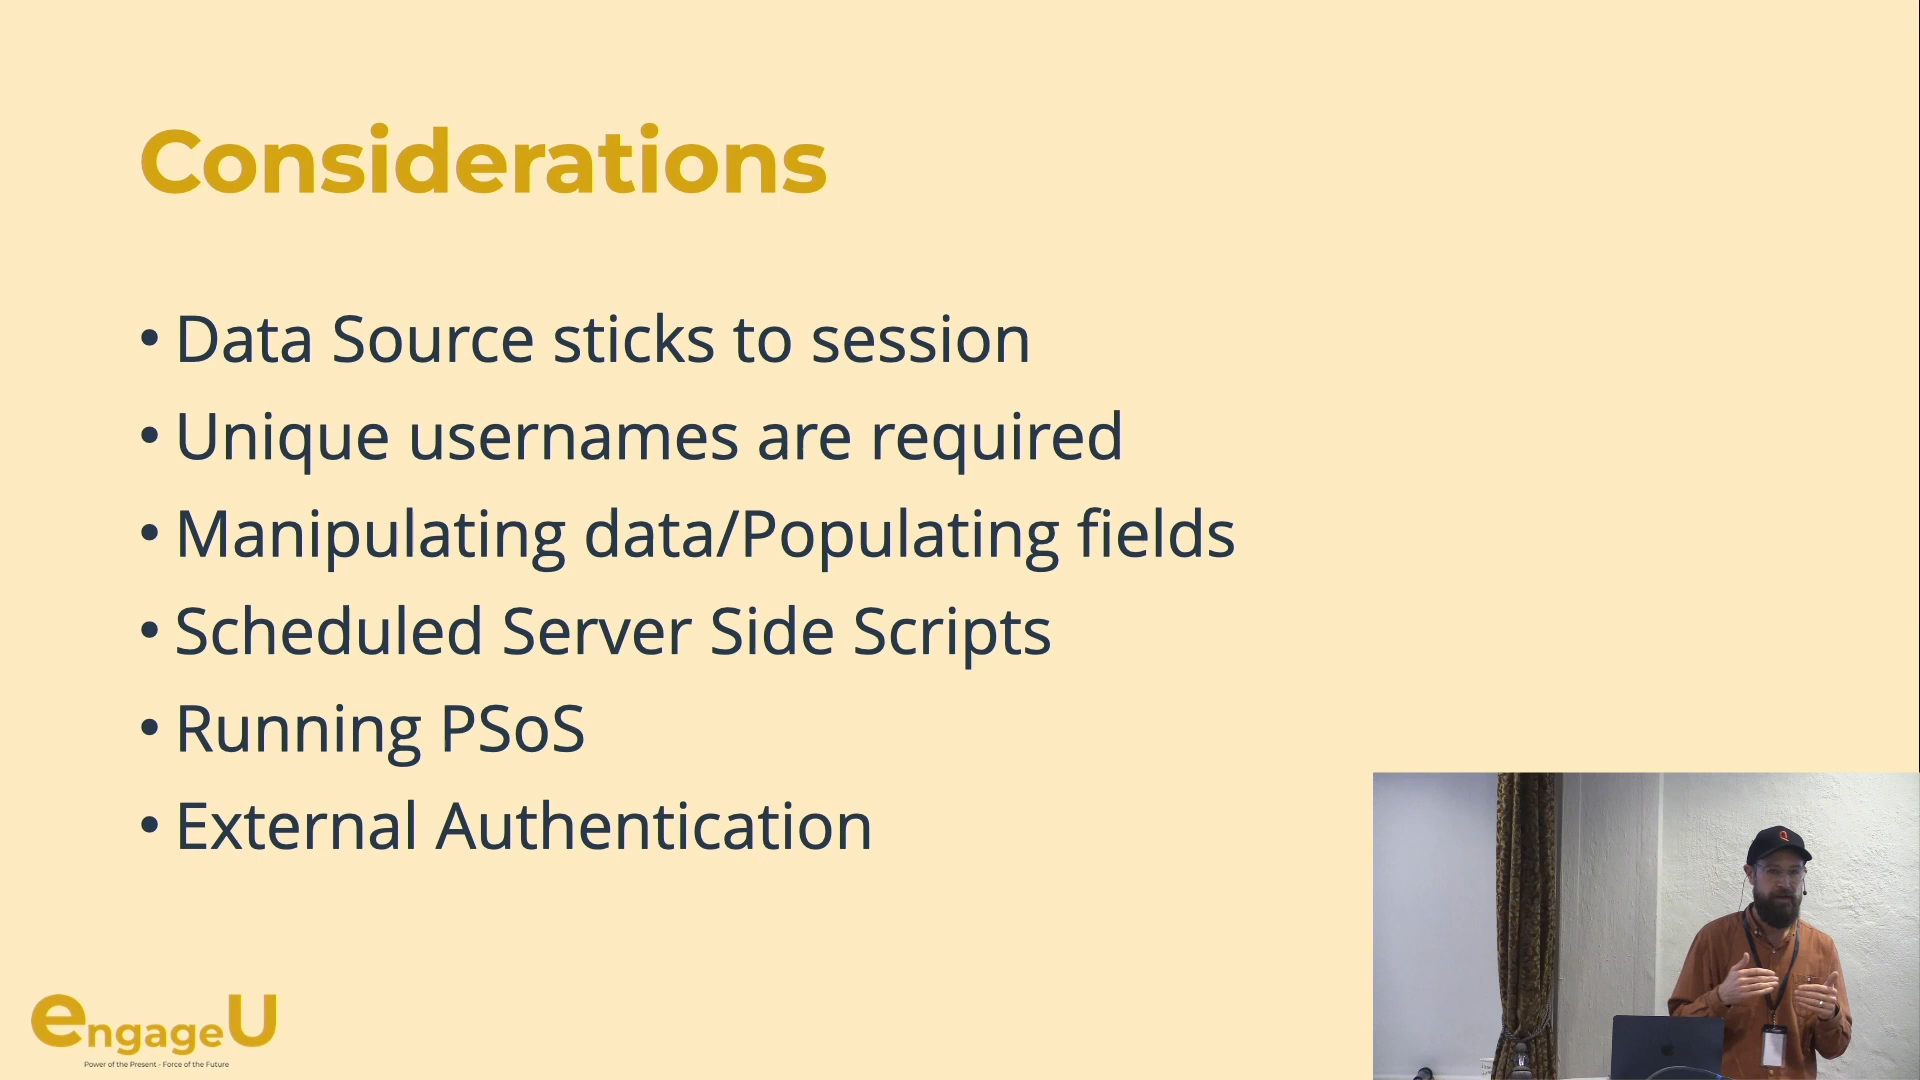 Considerations
• Data Source sticks to session
• Unique usernames are required
• Manipulating data/Populating fields
• Scheduled Server Side Scripts
• Running PSoS
• External Authentication
engageU
Power of the Present - Force of the Future